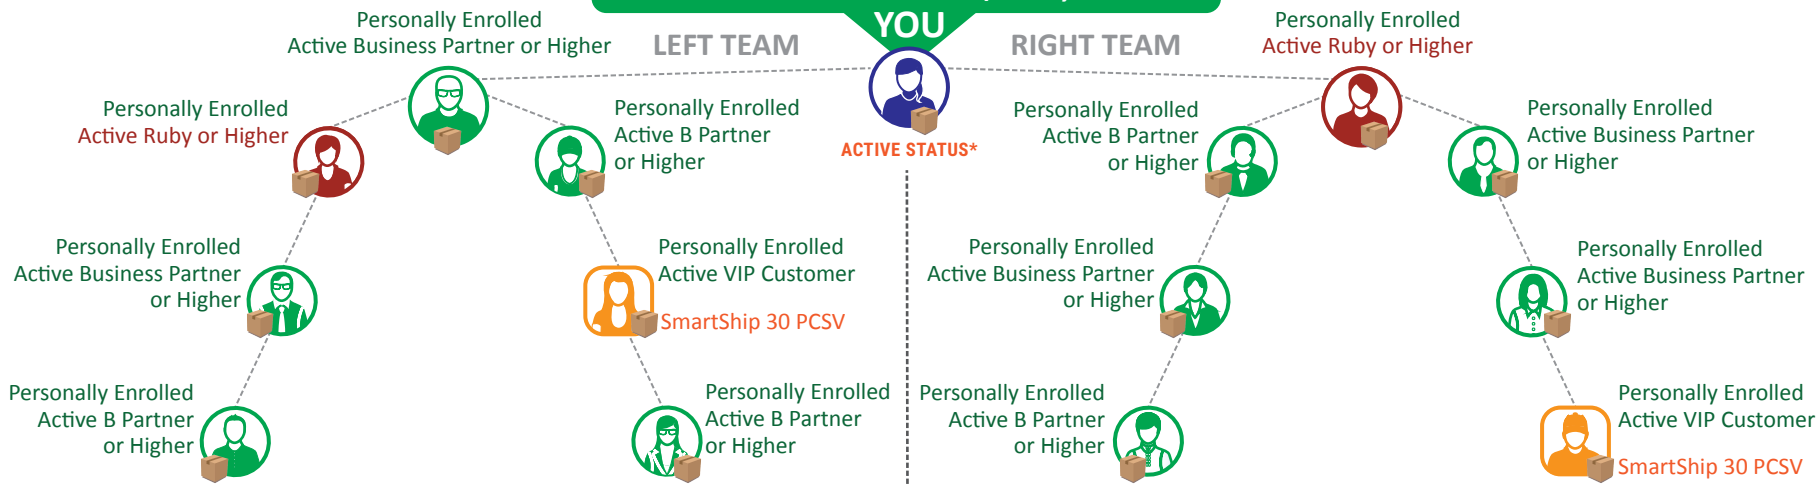 YOU
LEFT TEAM
RIGHT TEAM
ACTIVE STATUS*
Personally Enrolled
Active Business Partner or Higher
Personally Enrolled
Active Ruby or Higher
Personally Enrolled
Active B Partner
or Higher
Personally Enrolled
Active Business Partner
or Higher
Personally Enrolled
Active VIP Customer
SmartShip 30 PCSV
Personally Enrolled
Active B Partner
or Higher
Personally Enrolled
Active B Partner
or Higher
Personally Enrolled
Active Ruby or Higher
Personally Enrolled
Active B Partner
or Higher
Personally Enrolled
Active Business Partner
or Higher
Personally Enrolled
Active Business Partner
or Higher
Personally Enrolled
Active Business Partner
or Higher
Personally Enrolled
Active B Partner
or Higher
Personally Enrolled
Active VIP Customer
SmartShip 30 PCSV